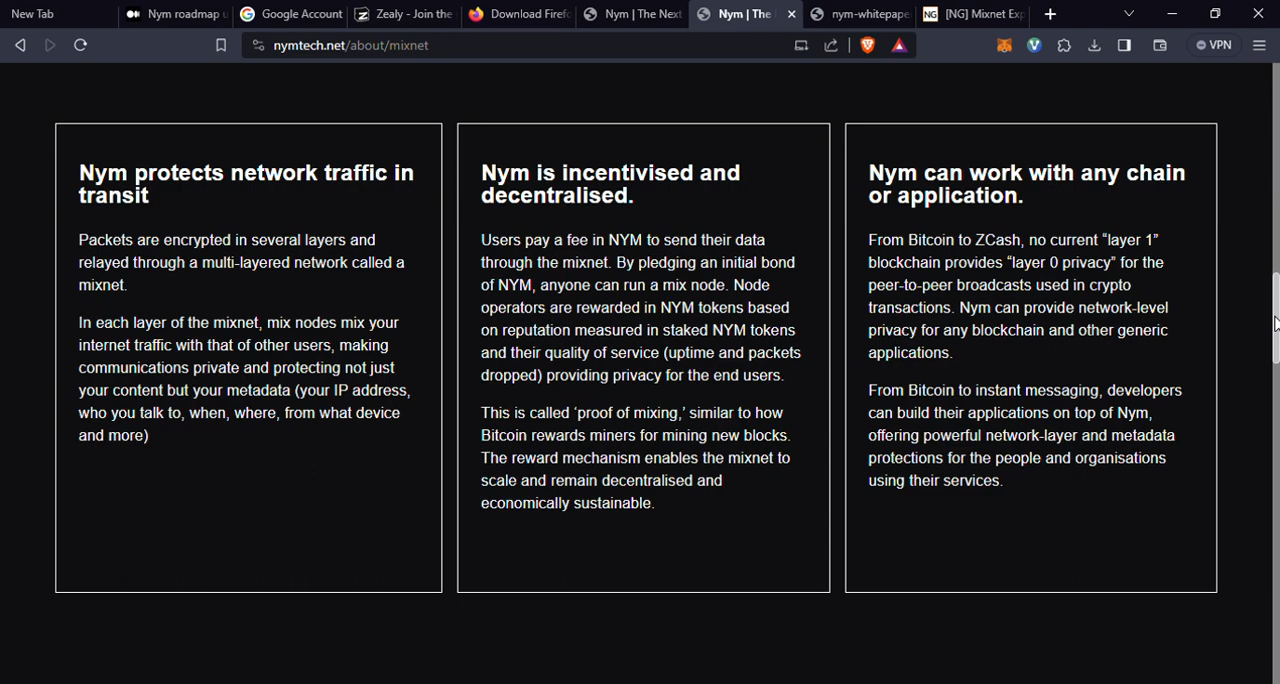 New Tab
Nym roadmap u
Google Account
Zealy - Join the
Download Firefo
Nym | The Next
Nym | The
nym-whitepape
NG
[NG] Mixnet Exp
nymtech.net/about/mixnet
VPN
Nym protects network traffic in
transit
Packets are encrypted in several layers and
relayed through a multi-layered network called a
mixnet.
In each layer of the mixnet, mix nodes mix your
internet traffic with that of other users, making
communications private and protecting not just
your content but your metadata (your IP address,
who you talk to, when, where, from what device
and more)
Nym is incentivised and
decentralised.
Users pay a fee in NYM to send their data
through the mixnet. By pledging an initial bond
of NYM, anyone can run a mix node. Node
operators are rewarded in NYM tokens based
on reputation measured in staked NYM tokens
and their quality of service (uptime and packets
dropped) providing privacy for the end users.
This is called ‘proof of mixing,’ similar to how
Bitcoin rewards miners for mining new blocks.
The reward mechanism enables the mixnet to
scale and remain decentralised and
economically sustainable.
Nym can work with any chain
or application.
From Bitcoin to ZCash, no current “layer 1”
blockchain provides “layer 0 privacy” for the
peer-to-peer broadcasts used in crypto
transactions. Nym can provide network-level
privacy for any blockchain and other generic
applications.
From Bitcoin to instant messaging, developers
can build their applications on top of Nym,
offering powerful network-layer and metadata
protections for the people and organisations
using their services.